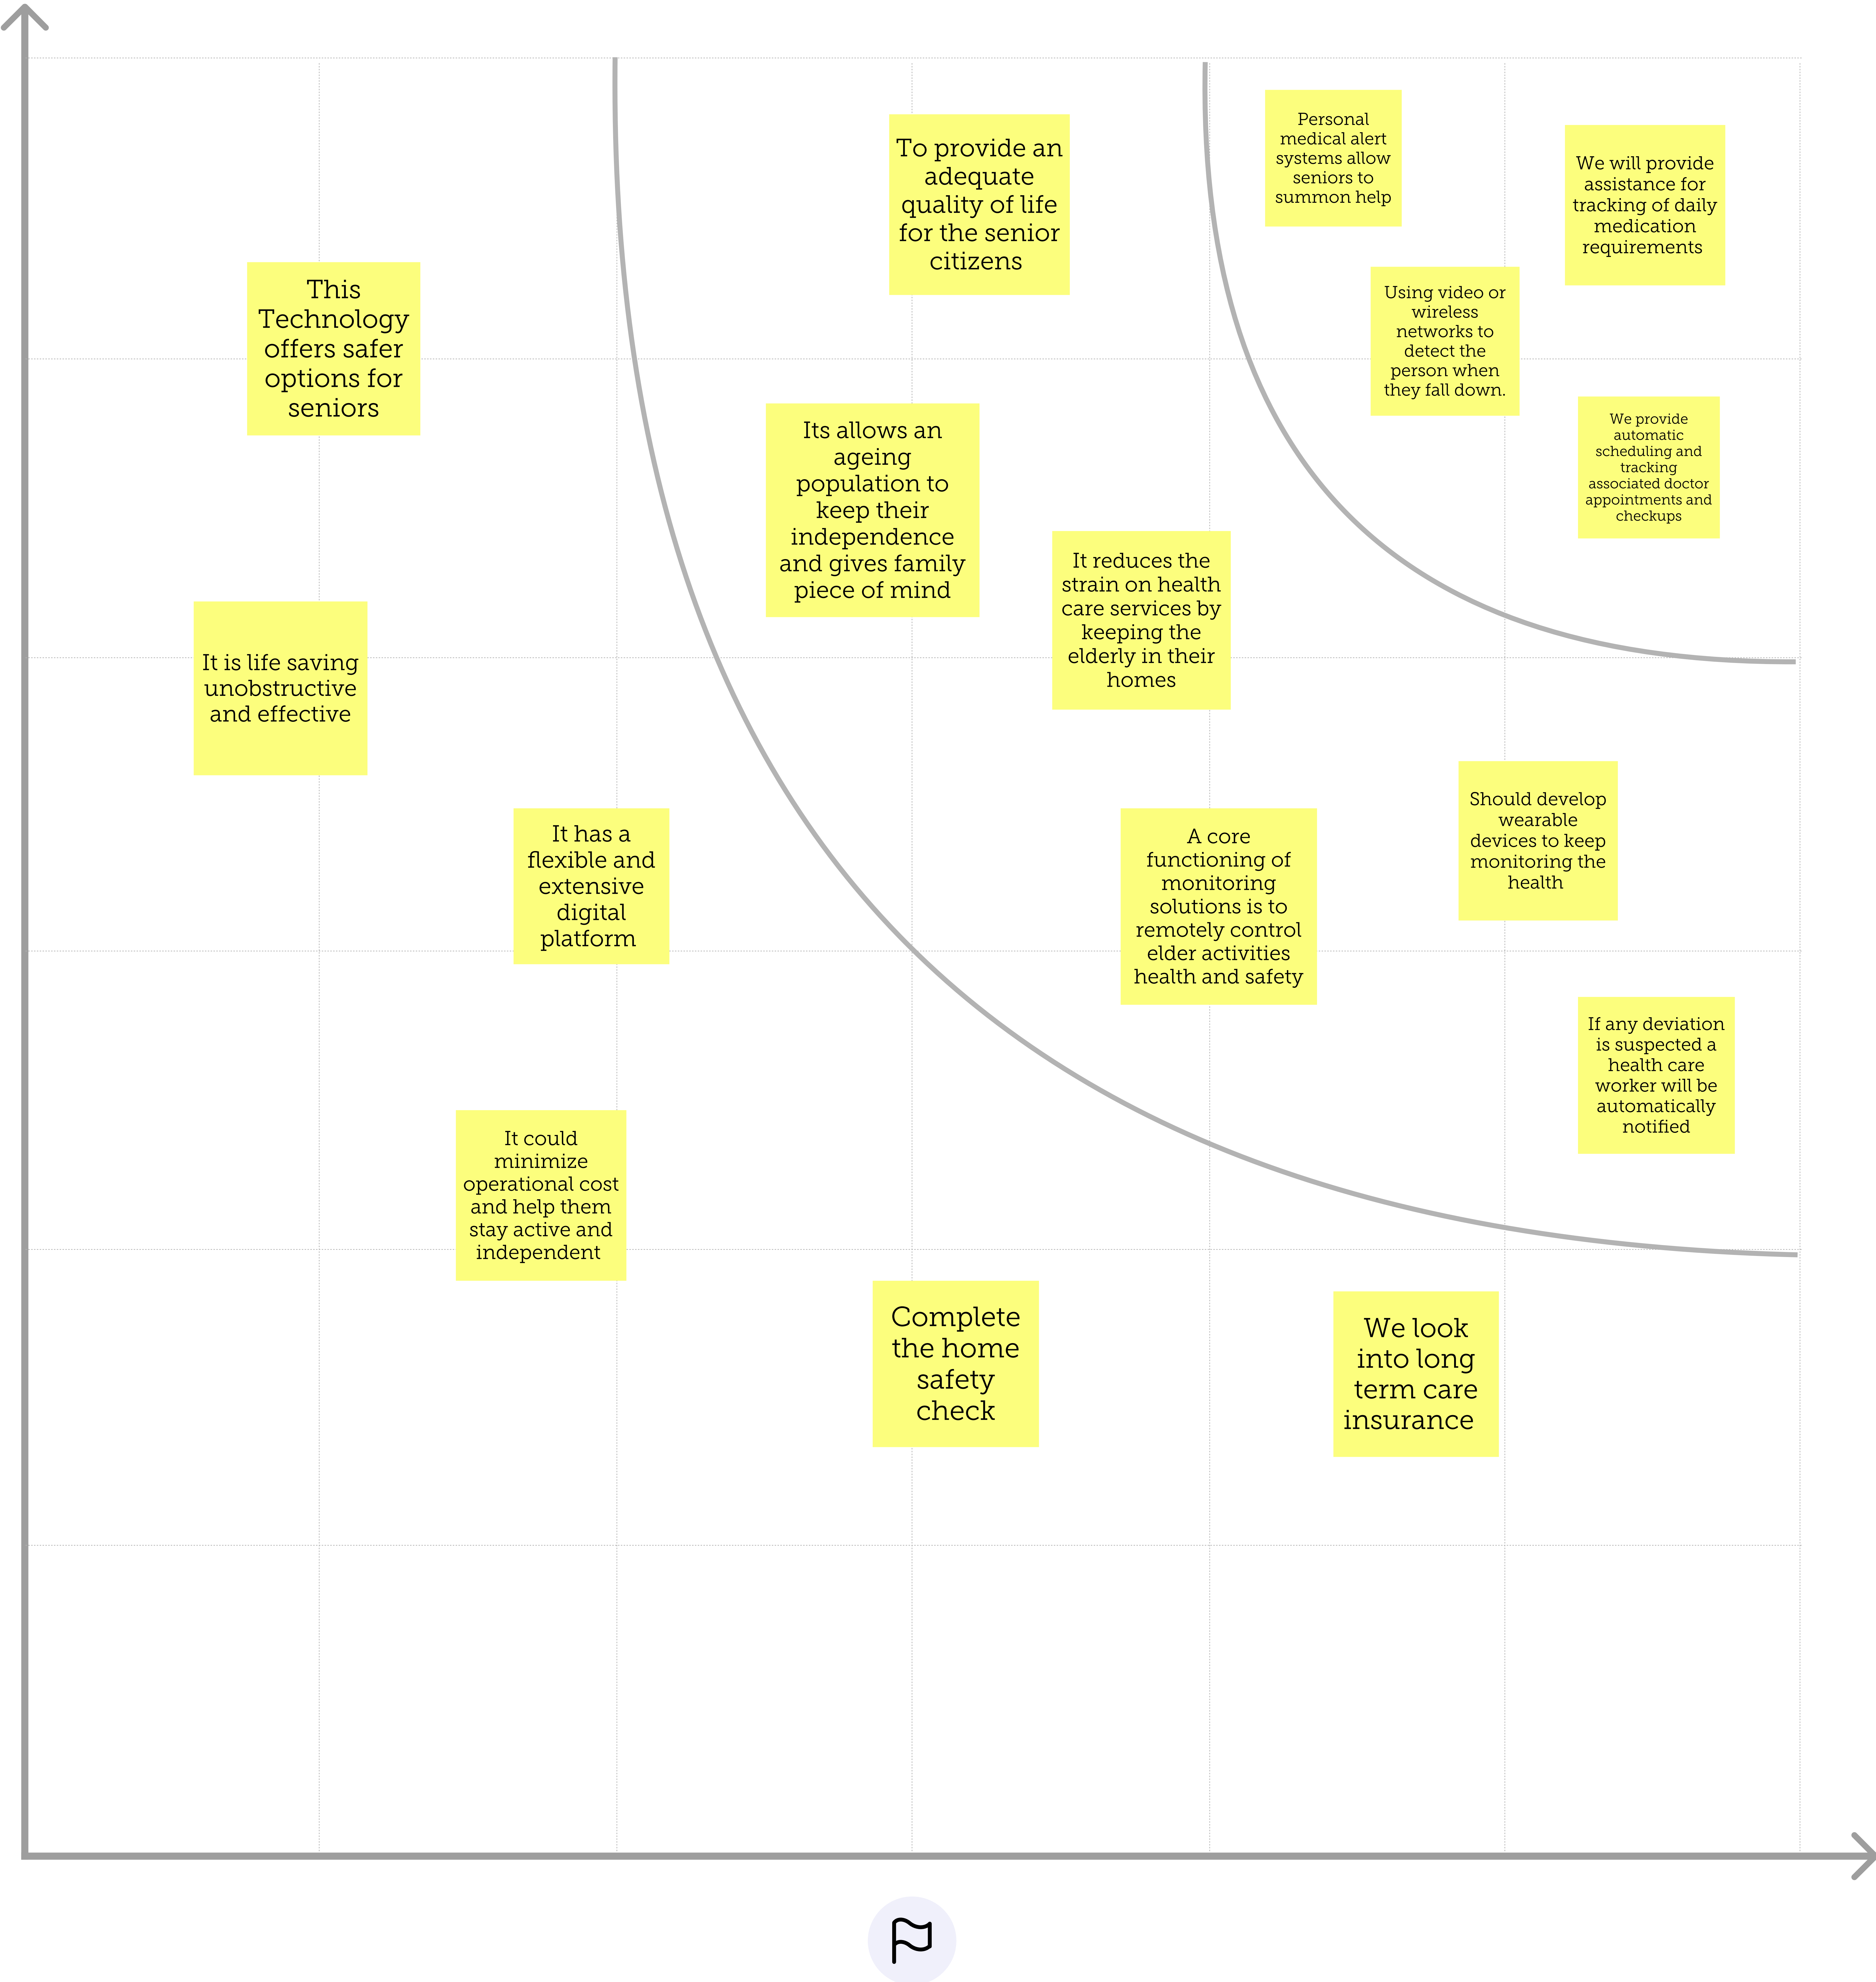 Personal
medical alert
systems allow
seniors to
summon help
To provide an
adequate
quality of life
for the senior
citizens
We will provide
assistance for
tracking of daily
medication
requirements
This
Technology
offers safer
options for
seniors
Using video or
wireless
networks to
detect the
person when
they fall down.
Its allows an
ageing
population to
keep their
independence
and gives family
piece of mind
We provide
automatic
scheduling and
tracking
associated doctor
appointments and
checkups
It reduces the
strain on health
care services by
keeping the
elderly in their
homes
It is life saving
unobstructive
and effective
Should develop
wearable
devices to keep
monitoring the
health
It has a
flexible and
extensive
digital
platform
A core
functioning of
monitoring
solutions is to
remotely control
elder activities
health and safety
If any deviation
is suspected a
health care
worker will be
automatically
notified
It could
minimize
operational cost
and help them
stay active and
independent
Complete
the home
safety
check
We look
into long
term care
insurance